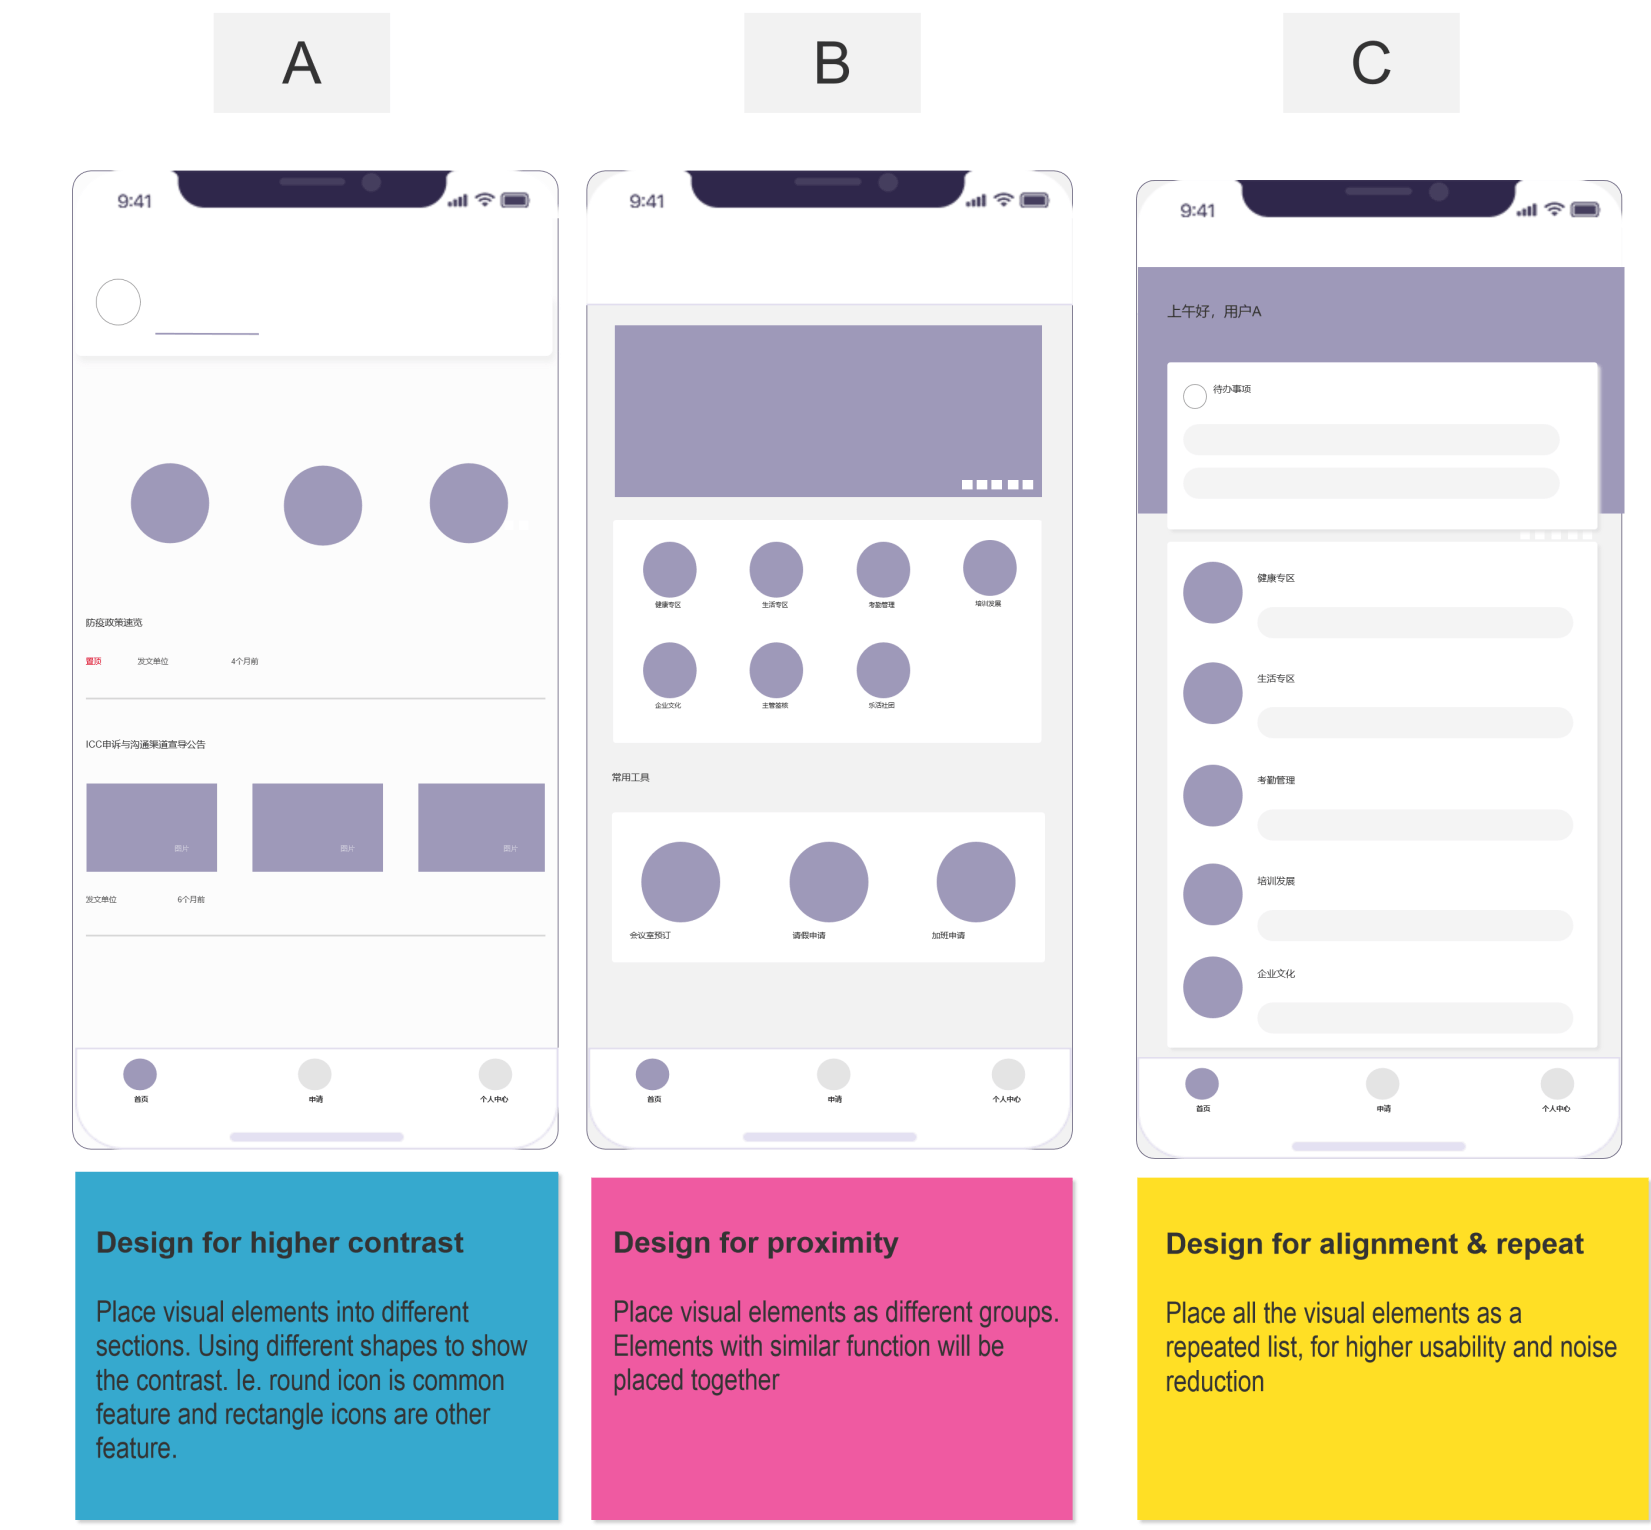 A
B
C
9:41
防疫政策速览
置顶 发文单位 4个月前
ICC申诉与沟通渠道宣导公告
图片 图片 图片
发文单位 6个月前
首页 申请 个人中心
9:41
健康专区 生活专区 考勤管理 培训发展
企业文化 主管签核 乐活社团
常用工具
会议室预订 请假申请 加班申请
首页 申请 个人中心
9:41
上午好，用户A
待办事项
健康专区
生活专区
考勤管理
培训发展
企业文化
首页 申请 个人中心
Design for higher contrast
Place visual elements into different
sections. Using different shapes to show
the contrast. Ie. round icon is common
feature and rectangle icons are other
feature.
Design for proximity
Place visual elements as different groups.
Elements with similar function will be
placed together
Design for alignment & repeat
Place all the visual elements as a
repeated list, for higher usability and noise
reduction